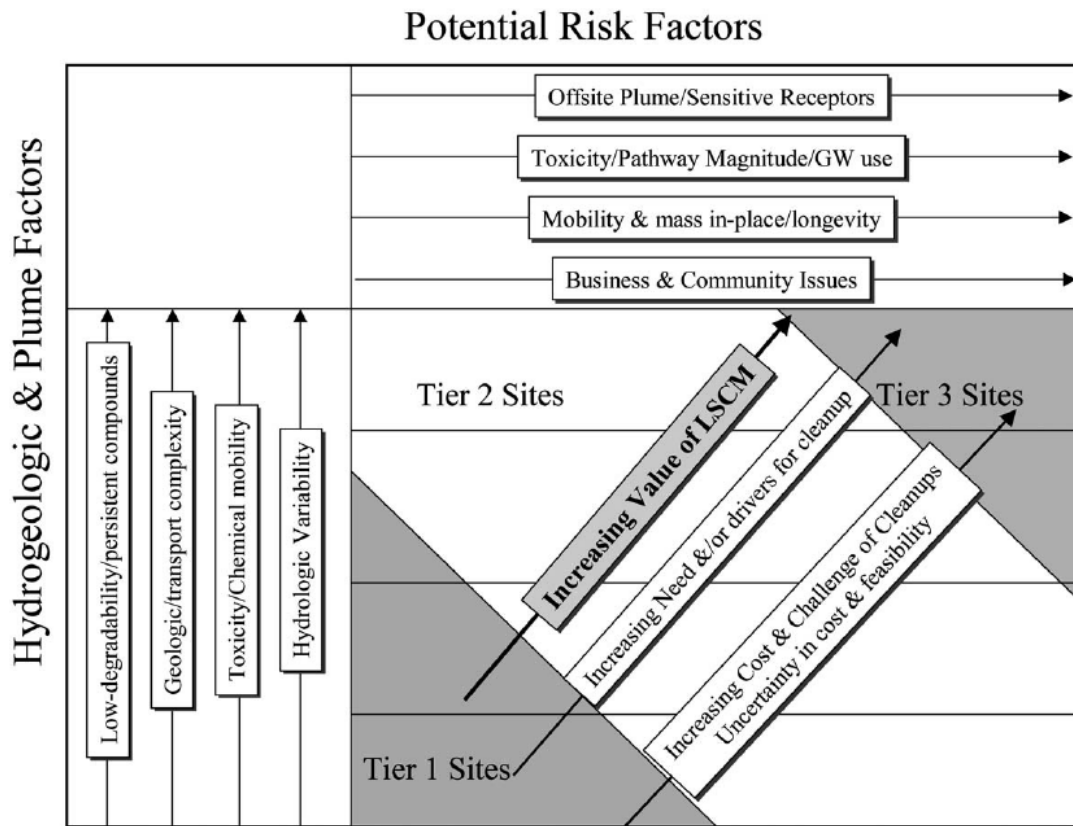 Potential Risk Factors
Hydrogeologic & Plume Factors
Offsite Plume/Sensitive Receptors
Toxicity/Pathway Magnitude/GW use
Mobility & mass in-place/longevity
Business & Community Issues
Low-degradability/persistent compounds
Geologic/transport complexity
Toxicity/Chemical mobility
Hydrologic Variability
Tier 2 Sites
Increasing Value of LSCM
Increasing Need &/or drivers for cleanup
Tier 3 Sites
Increasing Cost & Challenge of Cleanups
Uncertainty in cost & feasibility
Tier 1 Sites